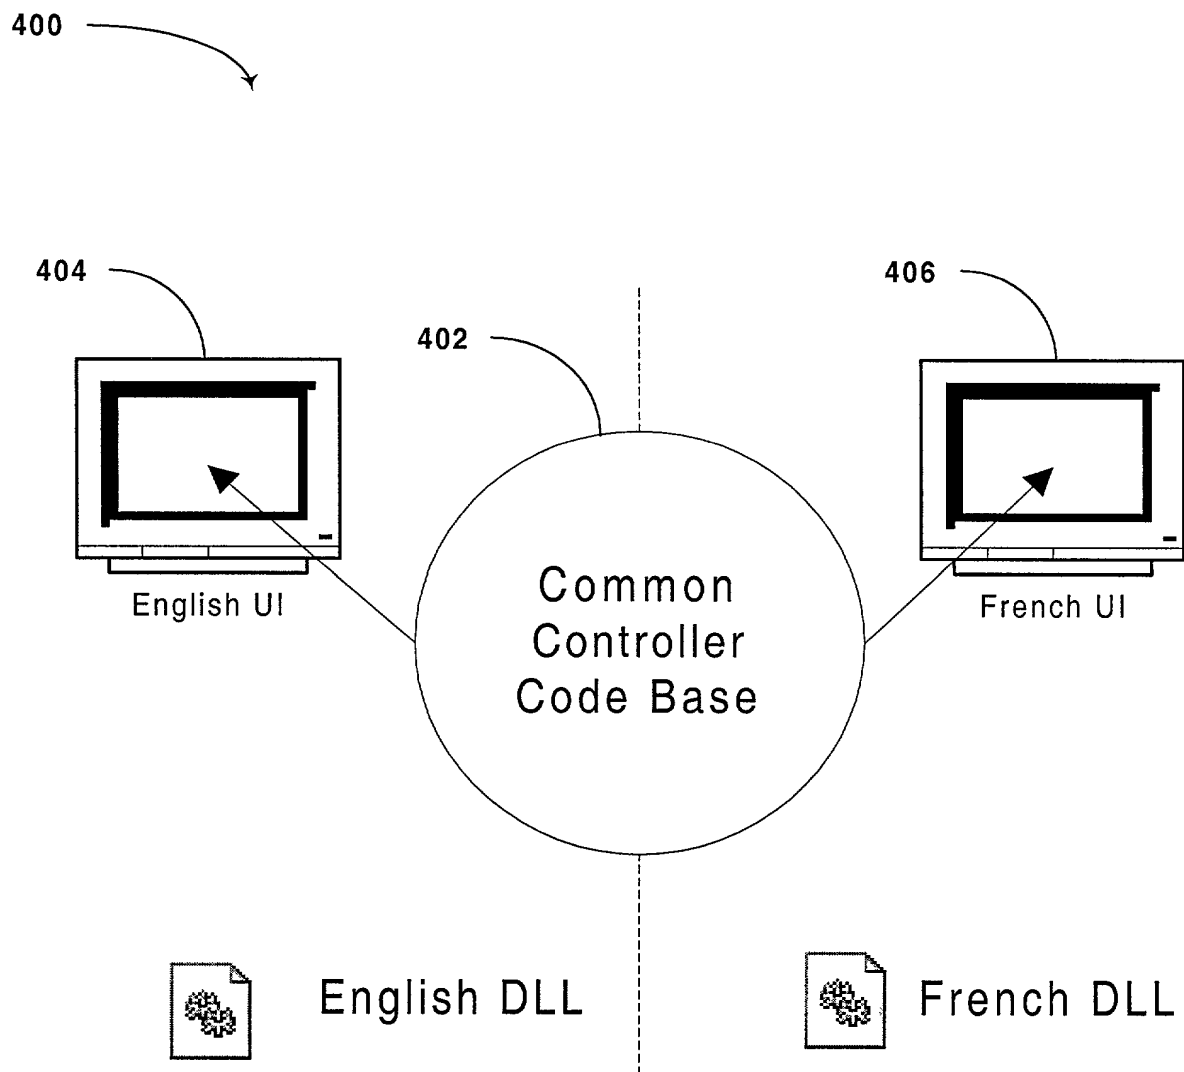 400
404
406
402
Common
Controller
Code Base
English UI
French UI
English DLL
French DLL